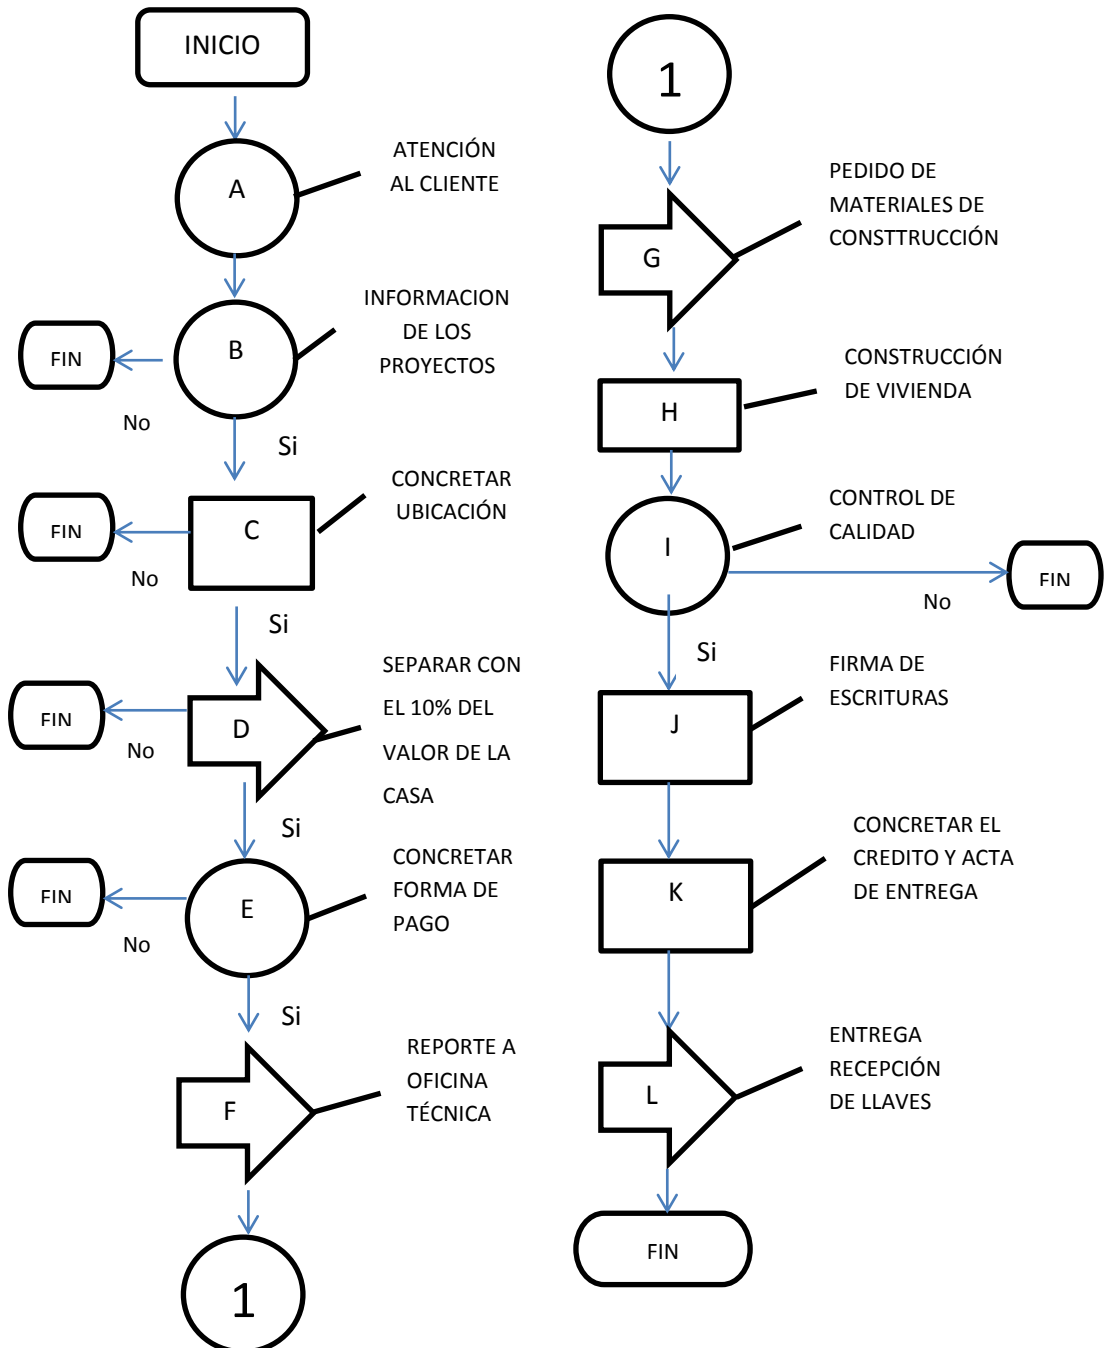 INICIO
A
ATENCIÓN
AL CLIENTE
B
INFORMACION
DE LOS
PROYECTOS
FIN
No
Si
C
CONCRETAR
UBICACIÓN
FIN
No
Si
D
SEPARAR CON
EL 10% DEL
VALOR DE LA
CASA
FIN
No
Si
E
CONCRETAR
FORMA DE
PAGO
FIN
No
Si
F
REPORTE A
OFICINA
TÉCNICA
1
1
G
PEDIDO DE
MATERIALES DE
CONSTTRUCCIÓN
H
CONSTRUCCIÓN
DE VIVIENDA
I
CONTROL DE
CALIDAD
FIN
No
Si
J
FIRMA DE
ESCRITURAS
K
CONCRETAR EL
CREDITO Y ACTA
DE ENTREGA
L
ENTREGA
RECEPCIÓN
DE LLAVES
FIN